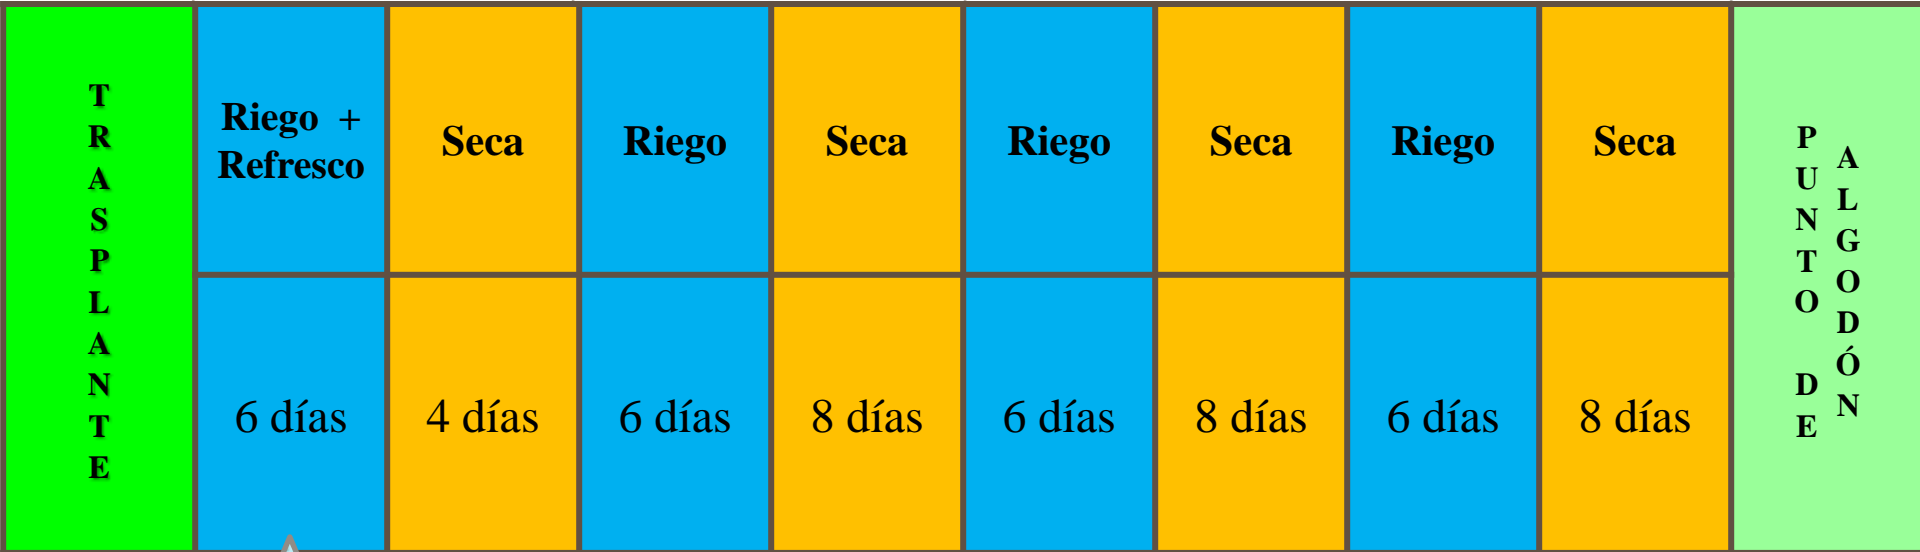 TRASPLANTE
Riego +
Refresco
Seca
Riego
Seca
Riego
Seca
Riego
Seca
PUNTO DE
ALGODÓN
6 días
4 días
6 días
8 días
6 días
8 días
6 días
8 días